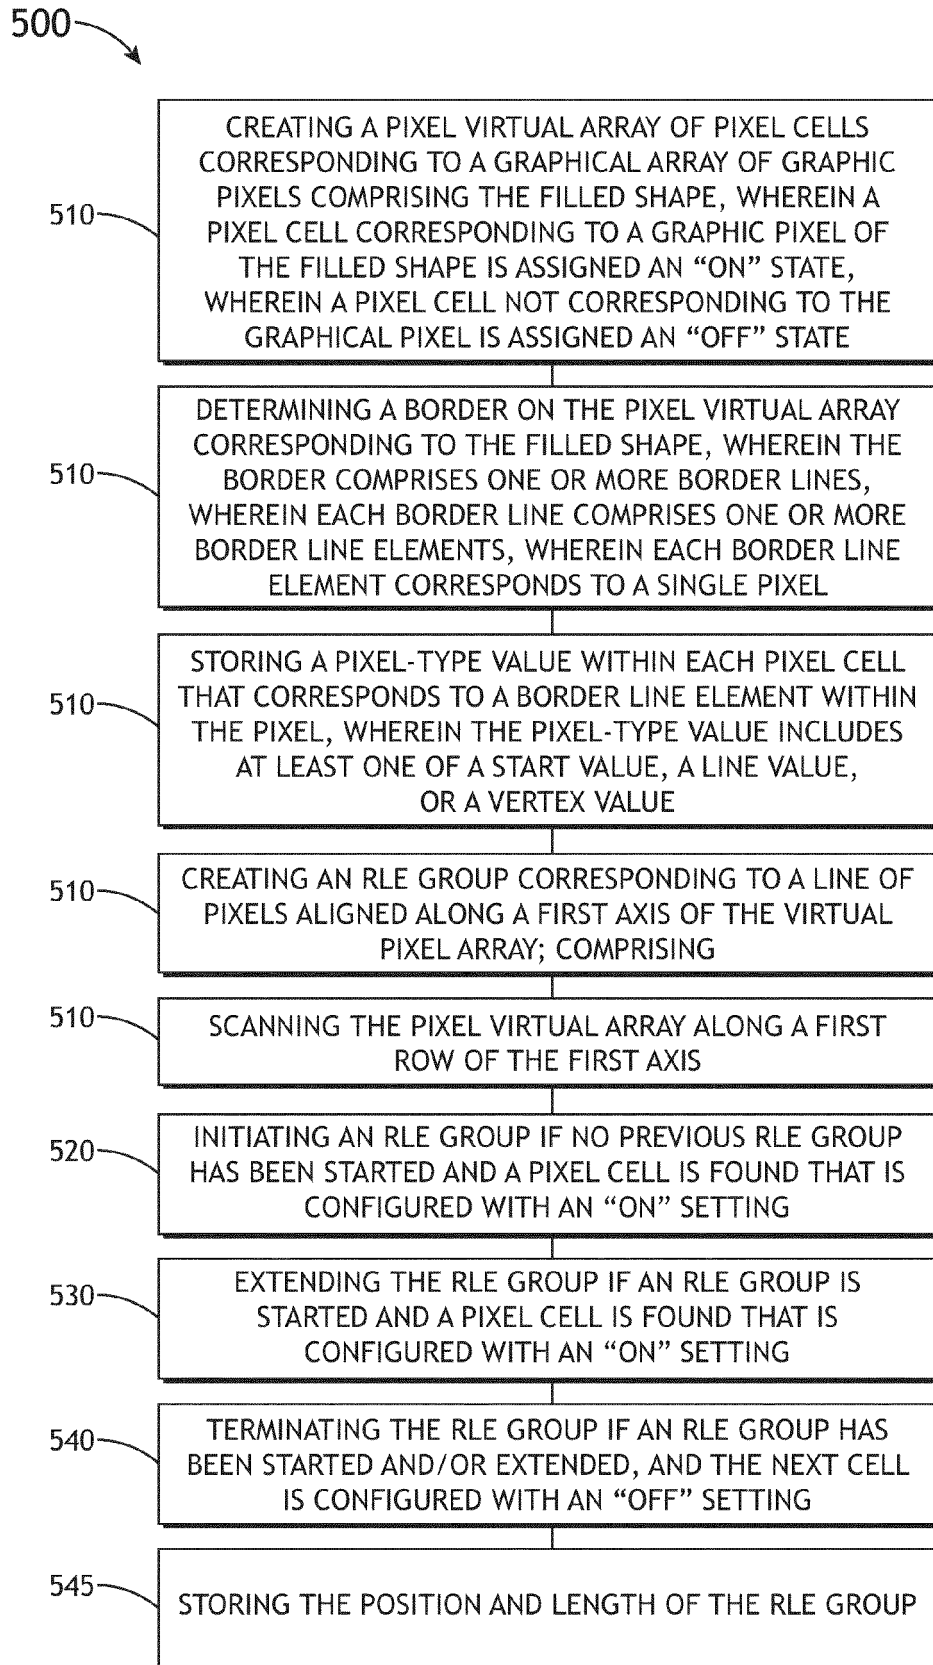 500
510
CREATING A PIXEL VIRTUAL ARRAY OF PIXEL CELLS
CORRESPONDING TO A GRAPHICAL ARRAY OF GRAPHIC
PIXELS COMPRISING THE FILLED SHAPE, WHEREIN A
PIXEL CELL CORRESPONDING TO A GRAPHIC PIXEL OF
THE FILLED SHAPE IS ASSIGNED AN “ON” STATE,
WHEREIN A PIXEL CELL NOT CORRESPONDING TO THE
GRAPHICAL PIXEL IS ASSIGNED AN “OFF” STATE
510
DETERMINING A BORDER ON THE PIXEL VIRTUAL ARRAY
CORRESPONDING TO THE FILLED SHAPE, WHEREIN THE
BORDER COMPRISES ONE OR MORE BORDER LINES,
WHEREIN EACH BORDER LINE COMPRISES ONE OR MORE
BORDER LINE ELEMENTS, WHEREIN EACH BORDER LINE
ELEMENT CORRESPONDS TO A SINGLE PIXEL
510
STORING A PIXEL-TYPE VALUE WITHIN EACH PIXEL CELL
THAT CORRESPONDS TO A BORDER LINE ELEMENT WITHIN
THE PIXEL, WHEREIN THE PIXEL-TYPE VALUE INCLUDES
AT LEAST ONE OF A START VALUE, A LINE VALUE,
OR A VERTEX VALUE
510
CREATING AN RLE GROUP CORRESPONDING TO A LINE OF
PIXELS ALIGNED ALONG A FIRST AXIS OF THE VIRTUAL
PIXEL ARRAY; COMPRISING
510
SCANNING THE PIXEL VIRTUAL ARRAY ALONG A FIRST
ROW OF THE FIRST AXIS
520
INITIATING AN RLE GROUP IF NO PREVIOUS RLE GROUP
HAS BEEN STARTED AND A PIXEL CELL IS FOUND THAT IS
CONFIGURED WITH AN “ON” SETTING
530
EXTENDING THE RLE GROUP IF AN RLE GROUP IS
STARTED AND A PIXEL CELL IS FOUND THAT IS
CONFIGURED WITH AN “ON” SETTING
540
TERMINATING THE RLE GROUP IF AN RLE GROUP HAS
BEEN STARTED AND/OR EXTENDED, AND THE NEXT CELL
IS CONFIGURED WITH AN “OFF” SETTING
545
STORING THE POSITION AND LENGTH OF THE RLE GROUP